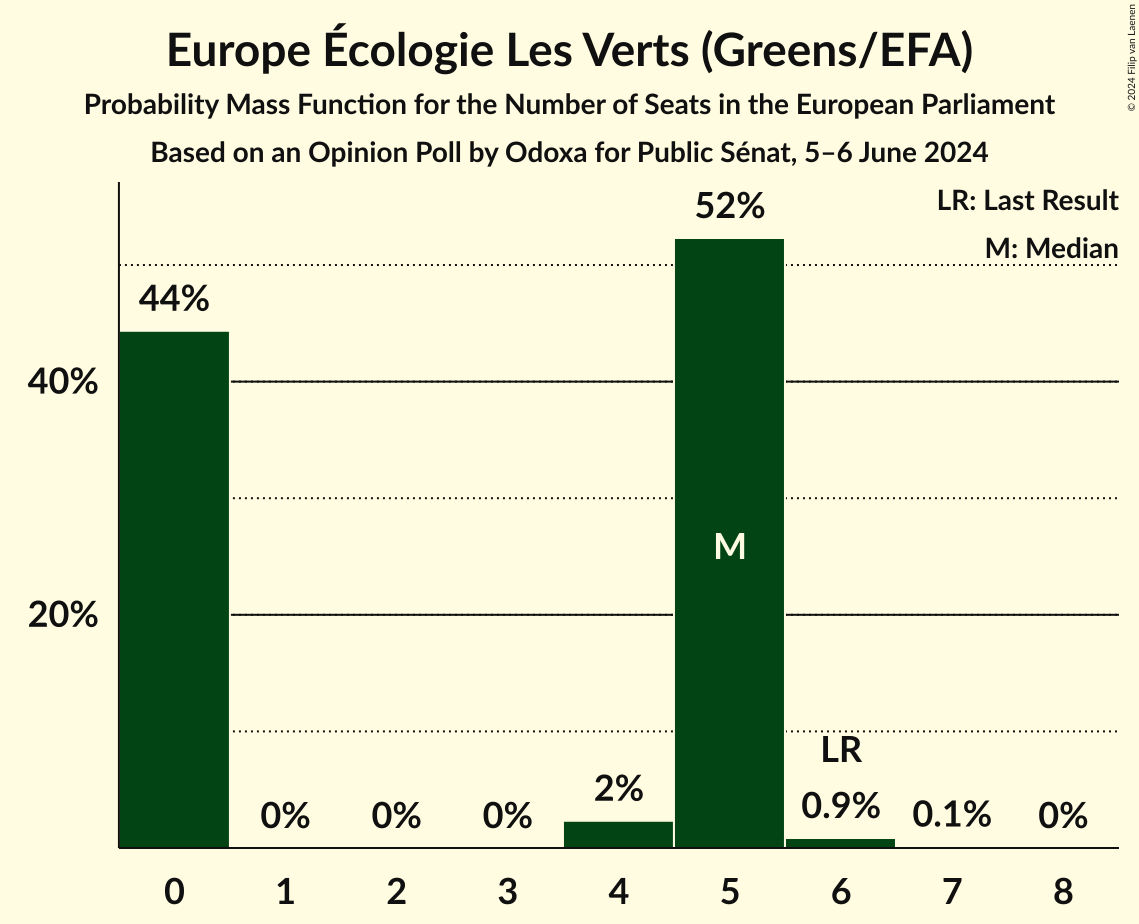 Europe Écologie Les Verts (Greens/EFA)
Probability Mass Function for the Number of Seats in the European Parliament
Based on an Opinion Poll by Odoxa for Public Sénat, 5–6 June 2024
© 2024 Filip van Laenen
LR: Last Result
M: Median
52%
44%
40%
M
20%
LR
2%
0.9%
0%
0%
0%
0.1%
0%
0 1 2 3 4 5 6 7 8